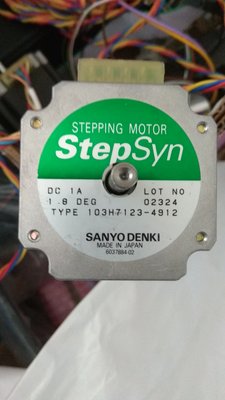 STEPPING MOTOR
StepSyn
DC 1A LOT NO
1.8 DEG 02324
TYPE 103H7123-4912
SANYO DENKI
MADE IN JAPAN
6037884-02